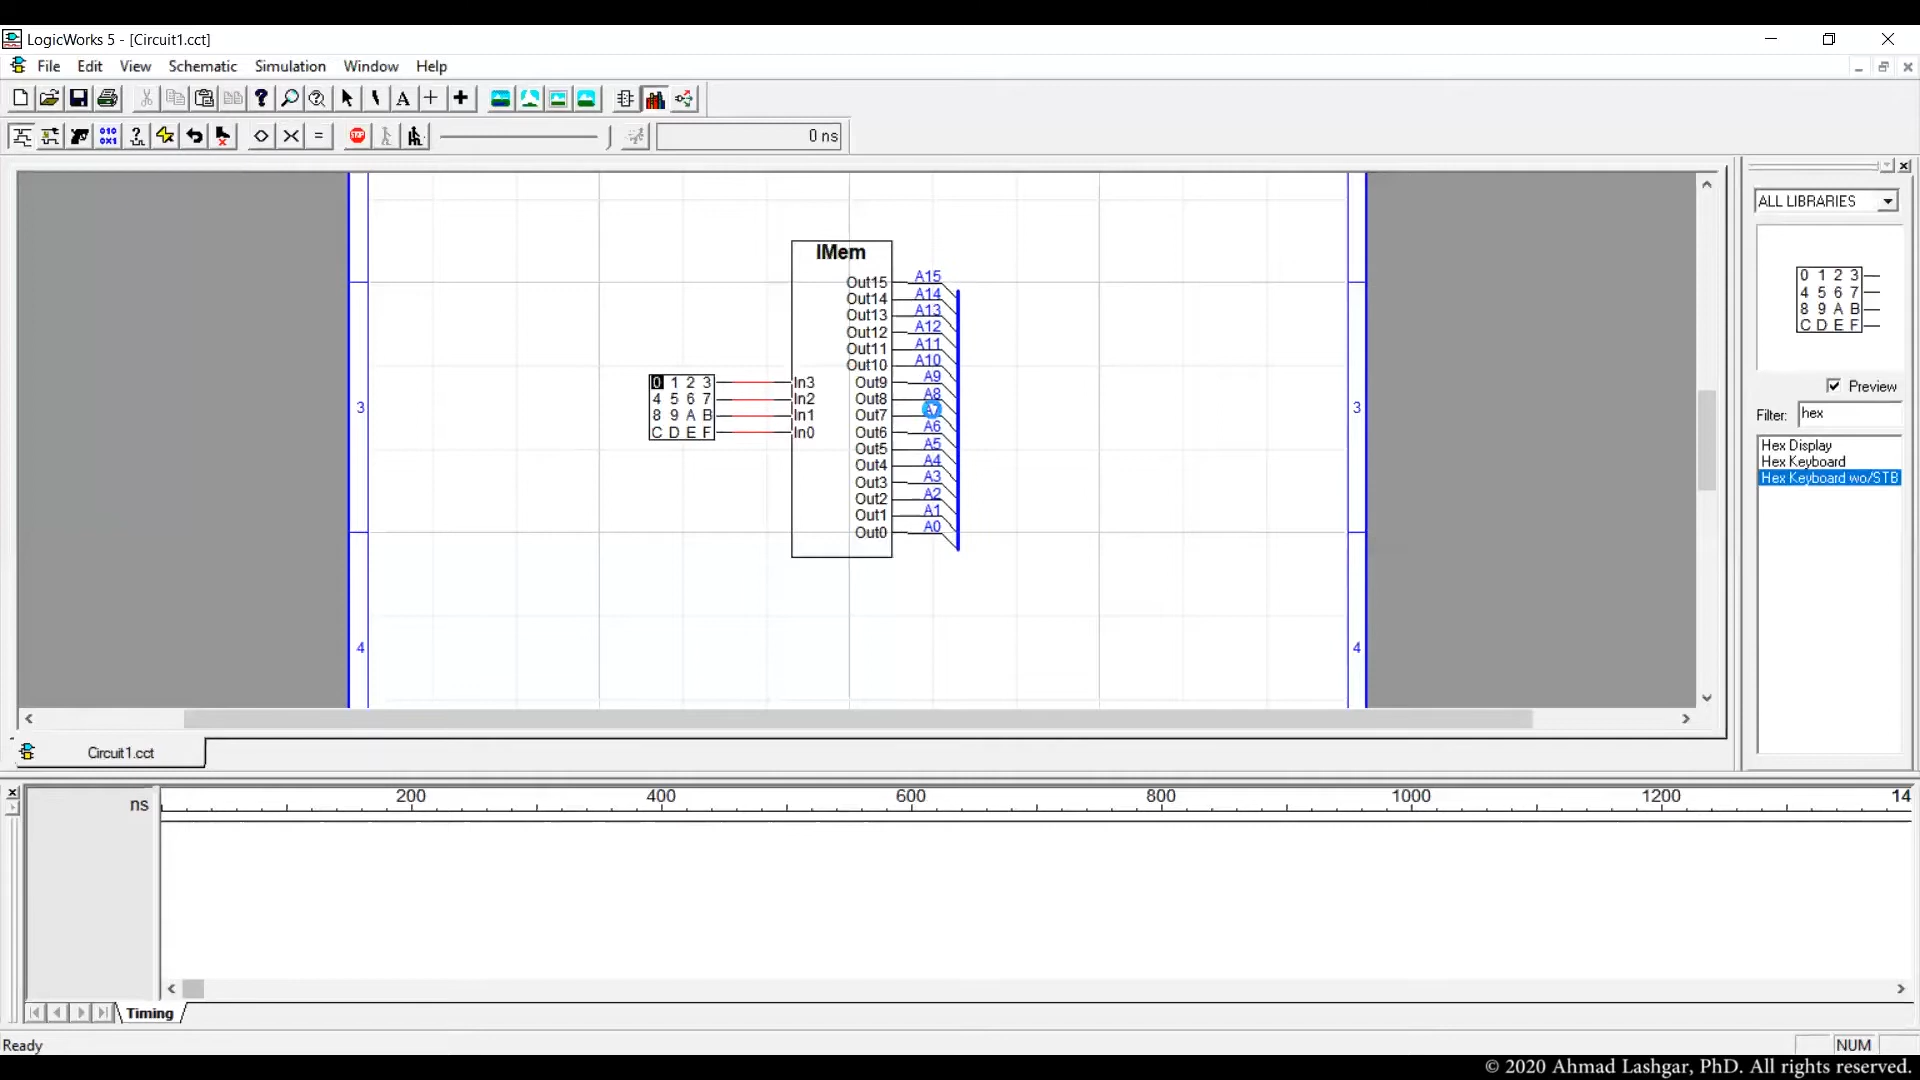 LogicWorks 5 - [Circuit1.cct]
File Edit View Schematic Simulation Window Help
0 ns
IMem
Out15 A15
Out14 A14
Out13 A13
Out12 A12
Out11 A11
Out10 A10
Out9 A9
Out8 A8
Out7
Out6 A6
Out5 A5
Out4 A4
Out3 A3
Out2 A2
Out1 A1
Out0 A0
In3
In2
In1
In0
0 1 2 3
4 5 6 7
8 9 A B
C D E F
3
3
4
4
ALL LIBRARIES
0 1 2 3
4 5 6 7
8 9 A B
C D E F
Preview
Filter: hex
Hex Display
Hex Keyboard
Hex Keyboard wo/STB
Circuit1.cct
ns 200 400 600 800 1000 1200 14
Timing
Ready
NUM
© 2020 Ahmad Lashgar, PhD. All rights reserved.